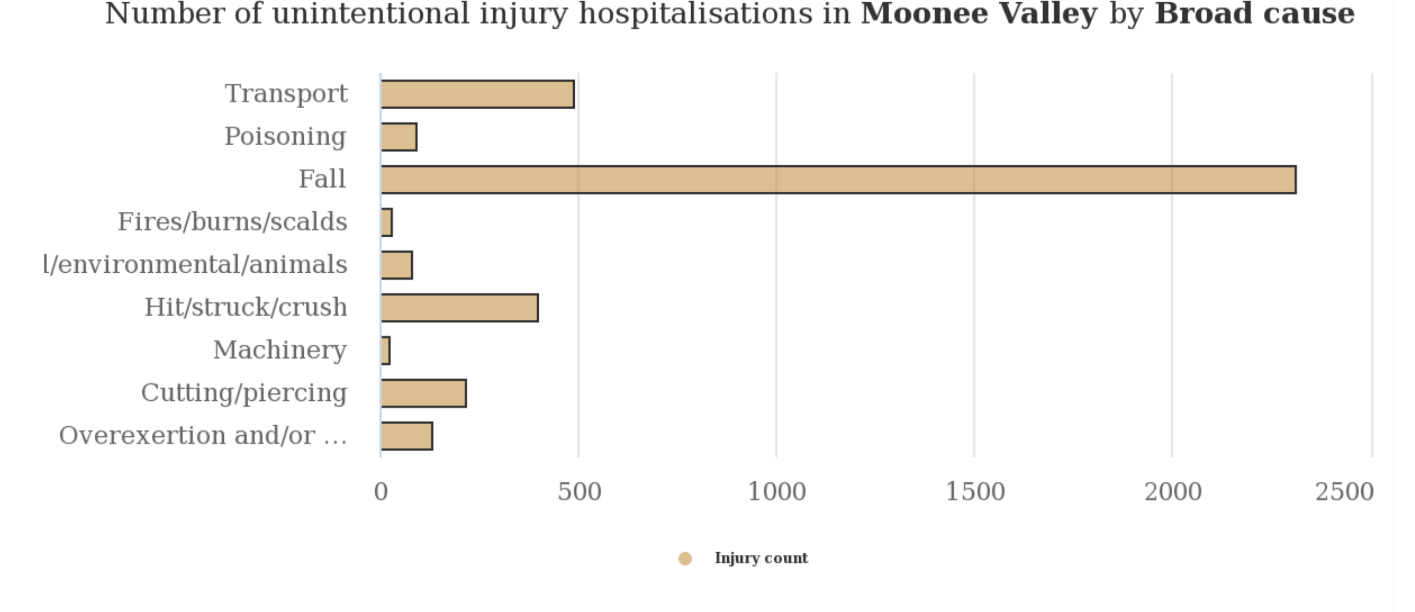 Number of unintentional injury hospitalisations in Moonee Valley by Broad cause
Transport
Poisoning
Fall
Fires/burns/scalds
l/environmental/animals
Hit/struck/crush
Machinery
Cutting/piercing
Overexertion and/or …
0 500 1000 1500 2000 2500
Injury count